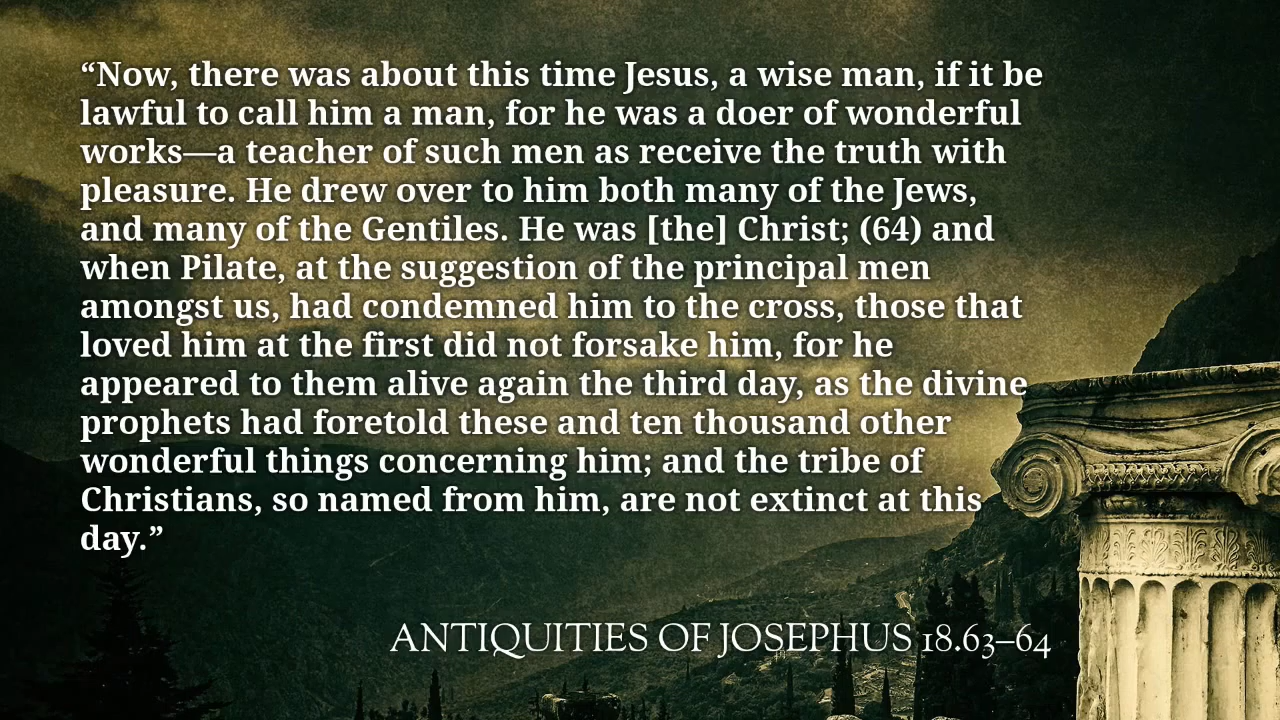 “Now, there was about this time Jesus, a wise man, if it be
lawful to call him a man, for he was a doer of wonderful
works—a teacher of such men as receive the truth with
pleasure. He drew over to him both many of the Jews,
and many of the Gentiles. He was [the] Christ; (64) and
when Pilate, at the suggestion of the principal men
amongst us, had condemned him to the cross, those that
loved him at the first did not forsake him, for he
appeared to them alive again the third day, as the divine
prophets had foretold these and ten thousand other
wonderful things concerning him; and the tribe of
Christians, so named from him, are not extinct at this
day.”
ANTIQUITIES OF JOSEPHUS 18.63–64